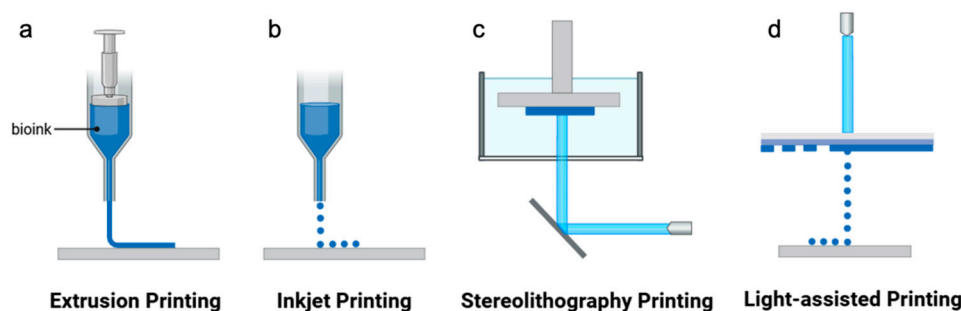 a
b
c
d
bioink
Extrusion Printing
Inkjet Printing
Stereolithography Printing
Light-assisted Printing